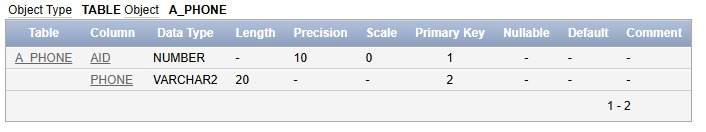 Object Type TABLE Object A_PHONE
Table Column Data Type Length Precision Scale Primary Key Nullable Default Comment
A_PHONE AID NUMBER - 10 0 1 - - -
PHONE VARCHAR2 20 - - 2 - - -
1 - 2